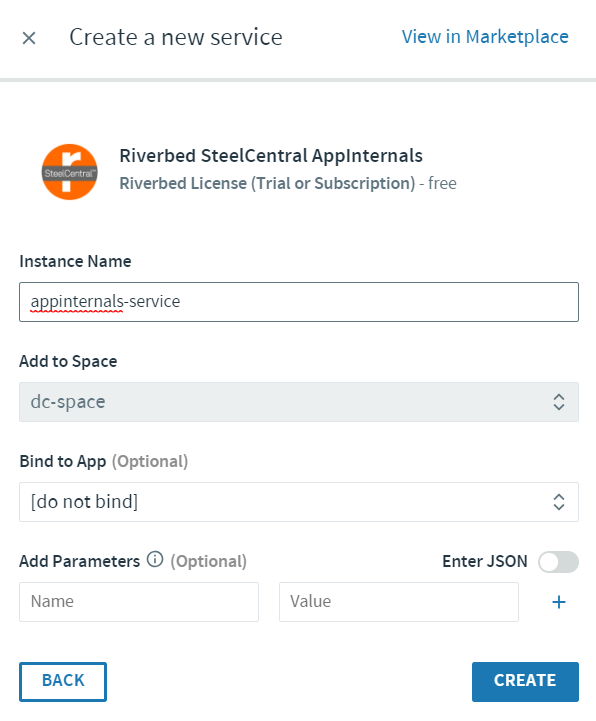 × Create a new service View in Marketplace
r
SteelCentral™
Riverbed SteelCentral AppInternals
Riverbed License (Trial or Subscription) - free
Instance Name
appinternals-service
Add to Space
dc-space
Bind to App (Optional)
[do not bind]
Add Parameters (Optional) Enter JSON
Name Value +
BACK CREATE